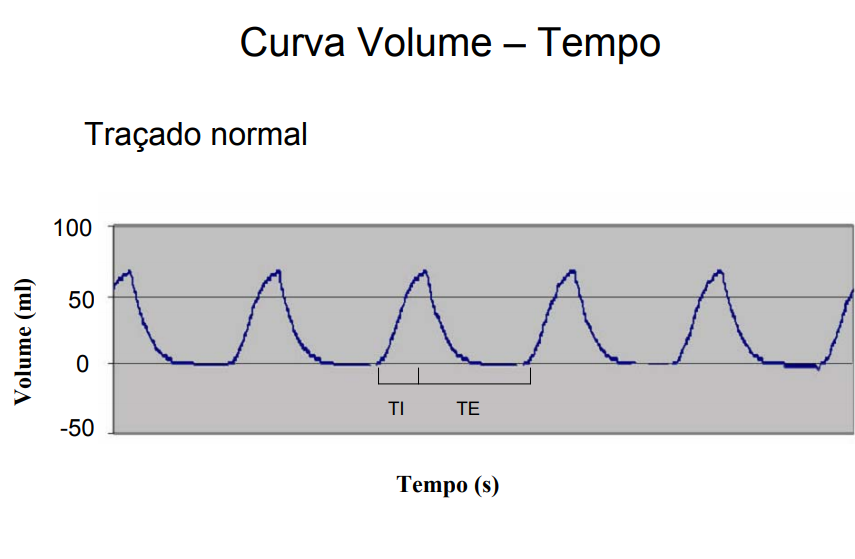 Curva Volume – Tempo
Traçado normal
100
50
0
-50
Volume (ml)
TI
TE
Tempo (s)